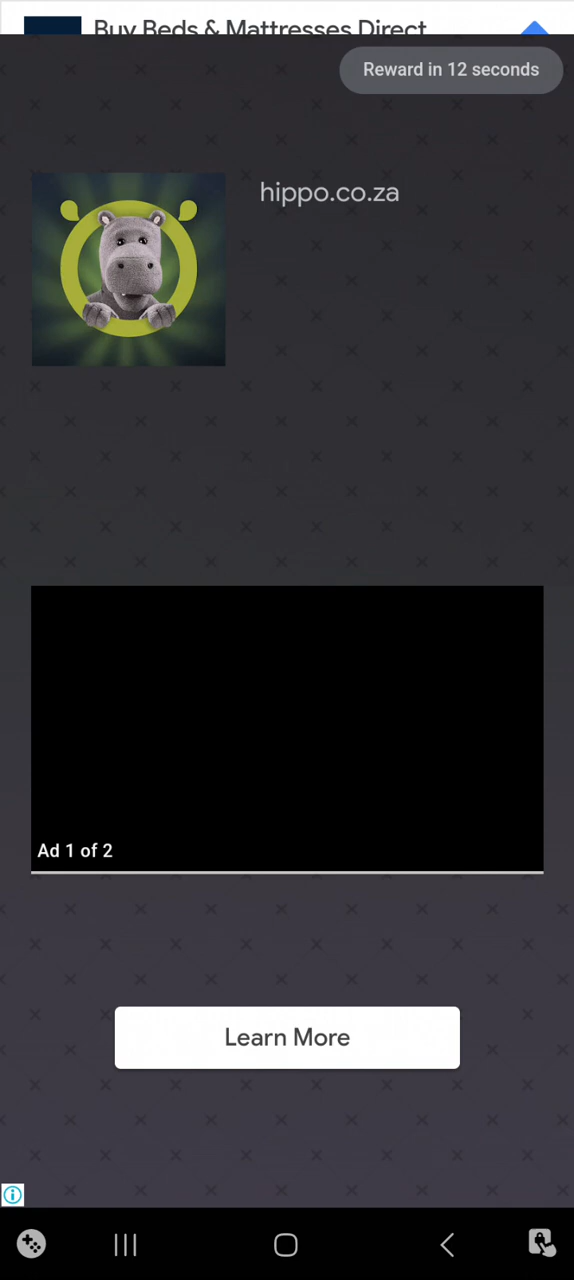 Buy Beds & Mattresses Direct
Reward in 12 seconds
hippo.co.za
Ad 1 of 2
Learn More